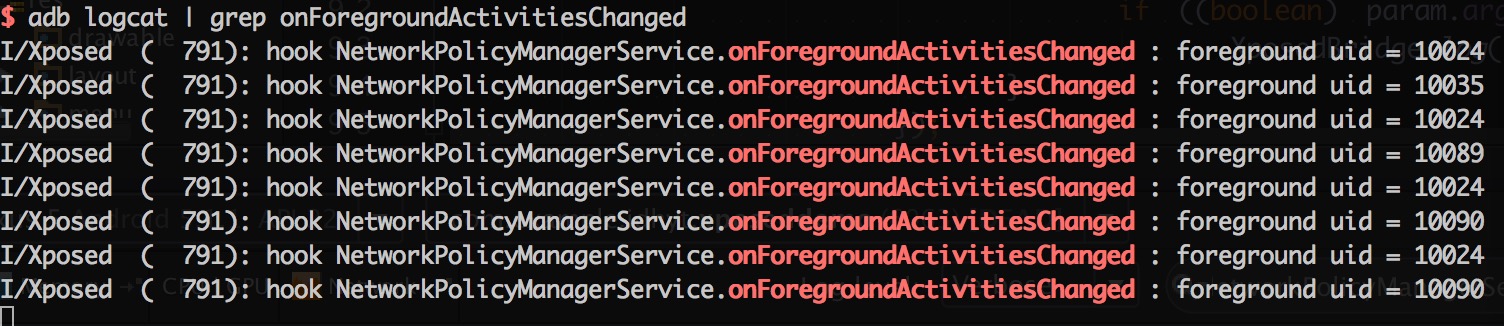 $ adb logcat | grep onForegroundActivitiesChanged
I/Xposed  (  791): hook NetworkPolicyManagerService.onForegroundActivitiesChanged : foreground uid = 10024
I/Xposed  (  791): hook NetworkPolicyManagerService.onForegroundActivitiesChanged : foreground uid = 10035
I/Xposed  (  791): hook NetworkPolicyManagerService.onForegroundActivitiesChanged : foreground uid = 10024
I/Xposed  (  791): hook NetworkPolicyManagerService.onForegroundActivitiesChanged : foreground uid = 10089
I/Xposed  (  791): hook NetworkPolicyManagerService.onForegroundActivitiesChanged : foreground uid = 10024
I/Xposed  (  791): hook NetworkPolicyManagerService.onForegroundActivitiesChanged : foreground uid = 10090
I/Xposed  (  791): hook NetworkPolicyManagerService.onForegroundActivitiesChanged : foreground uid = 10024
I/Xposed  (  791): hook NetworkPolicyManagerService.onForegroundActivitiesChanged : foreground uid = 10090